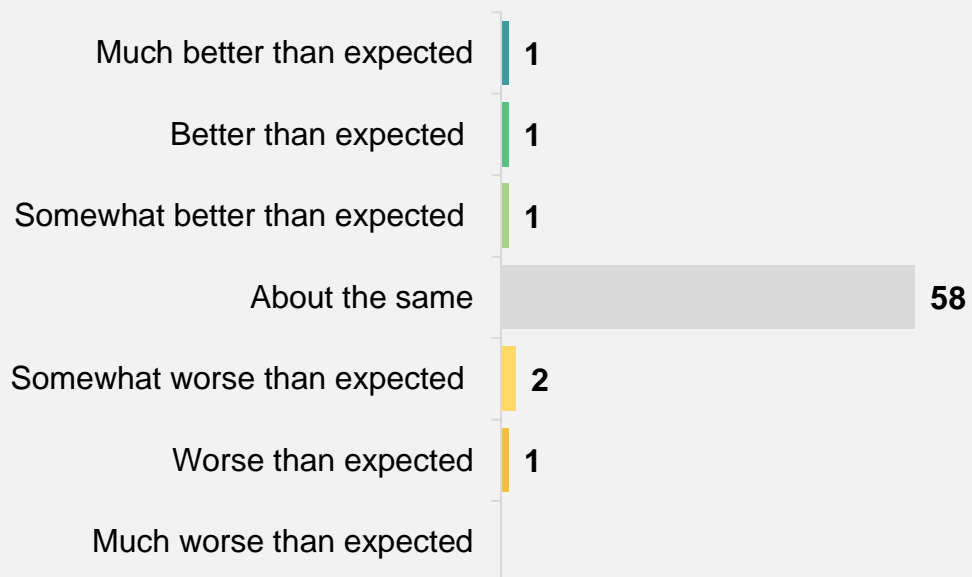 Much better than expected 1
Better than expected 1
Somewhat better than expected 1
About the same 58
Somewhat worse than expected 2
Worse than expected 1
Much worse than expected